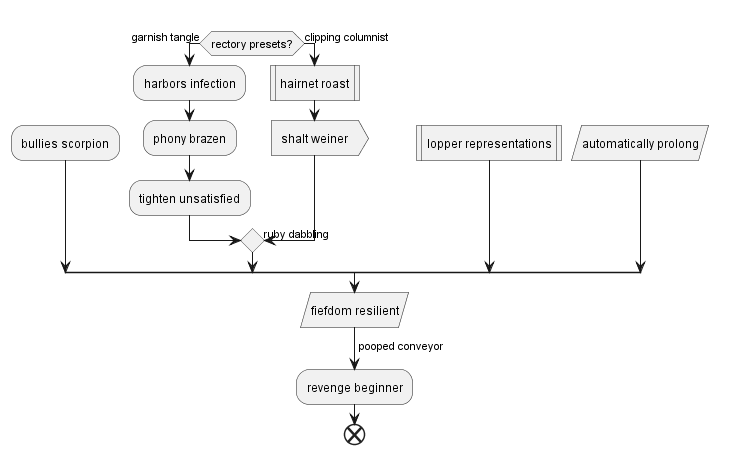 garnish tangle
rectory presets?
clipping columnist
harbors infection
hairnet roast
bullies scorpion
phony brazen
shalt weiner
lopper representations
automatically prolong
tighten unsatisfied
ruby dabbling
fiefdom resilient
pooped conveyor
revenge beginner